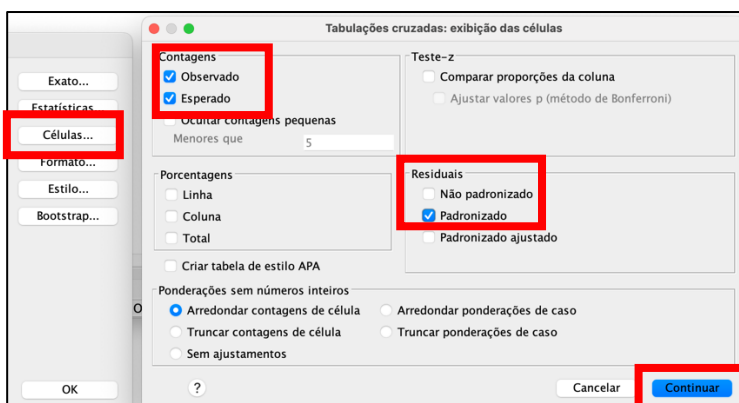 Tabulações cruzadas: exibição das células
Exato...
Estatísticas...
Células...
Formato...
Estilo...
Bootstrap...
OK
Contagens
Observado
Esperado
Ocultar contagens pequenas
Menores que
5
Teste-z
Comparar proporções da coluna
Ajustar valores p (método de Bonferroni)
Porcentagens
Linha
Coluna
Total
Residuais
Não padronizado
Padronizado
Padronizado ajustado
Criar tabela de estilo APA
Ponderações sem números inteiros
Arredondar contagens de célula
Arredondar ponderações de caso
Truncar contagens de célula
Truncar ponderações de caso
Sem ajustamentos
?
Cancelar
Continuar